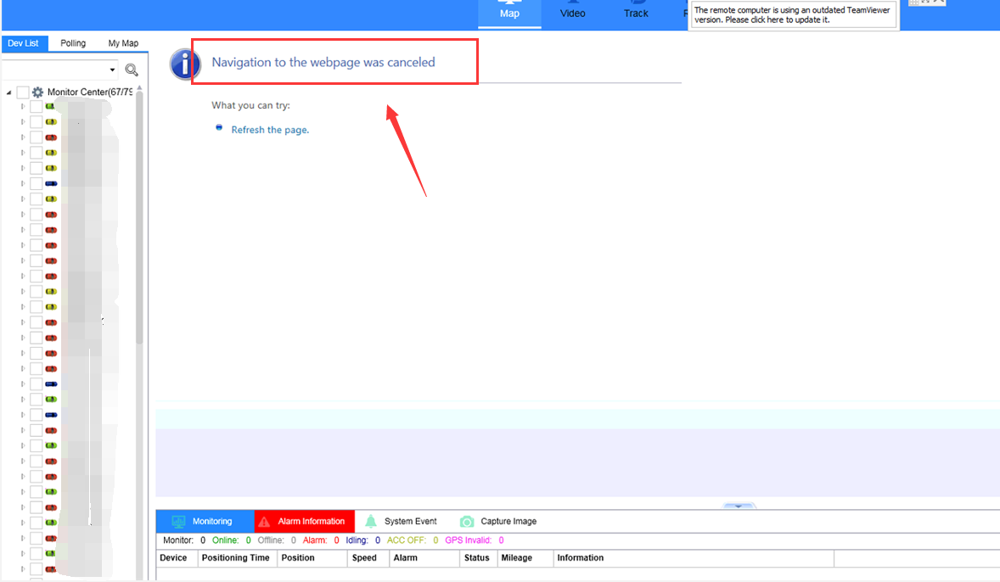 Map
Video
Track
The remote computer is using an outdated TeamViewer
version. Please click here to update it.
Dev List
Polling
My Map
Monitor Center(67/79
Navigation to the webpage was canceled
What you can try:
Refresh the page.
Monitoring
Alarm Information
System Event
Capture Image
Monitor: 0 Online: 0 Offline: 0 Alarm: 0 Idling: 0 ACC OFF: 0 GPS Invalid: 0
Device Positioning Time Position Speed Alarm Status Mileage Information